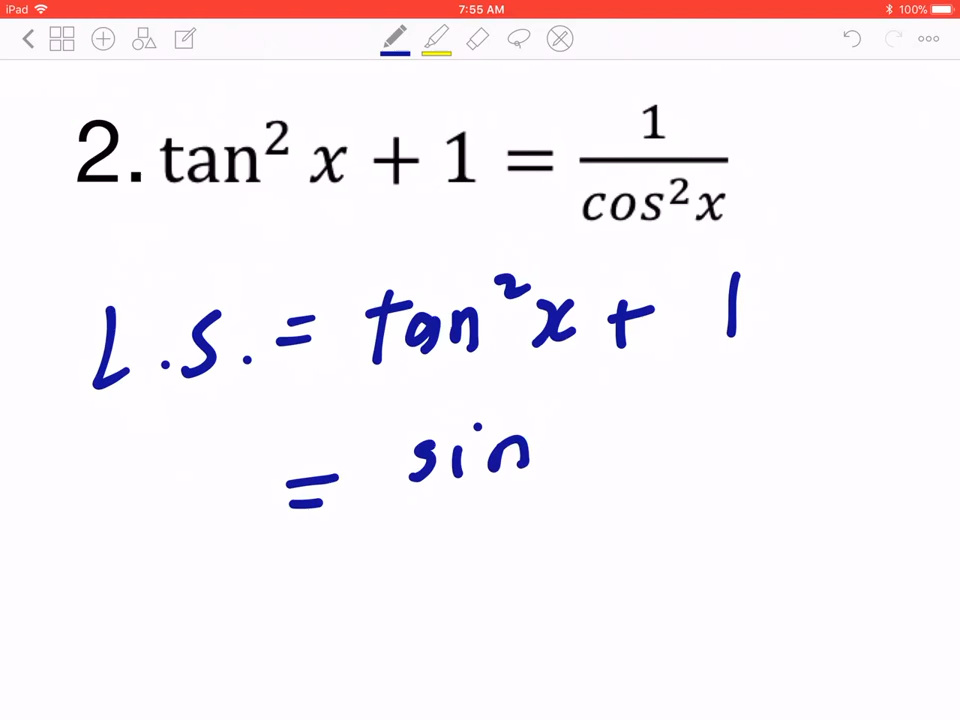 iPad 7:55 AM 100%
2. tan² x + 1 = 1/cos²x
L.S. = tan²x + 1
= sin